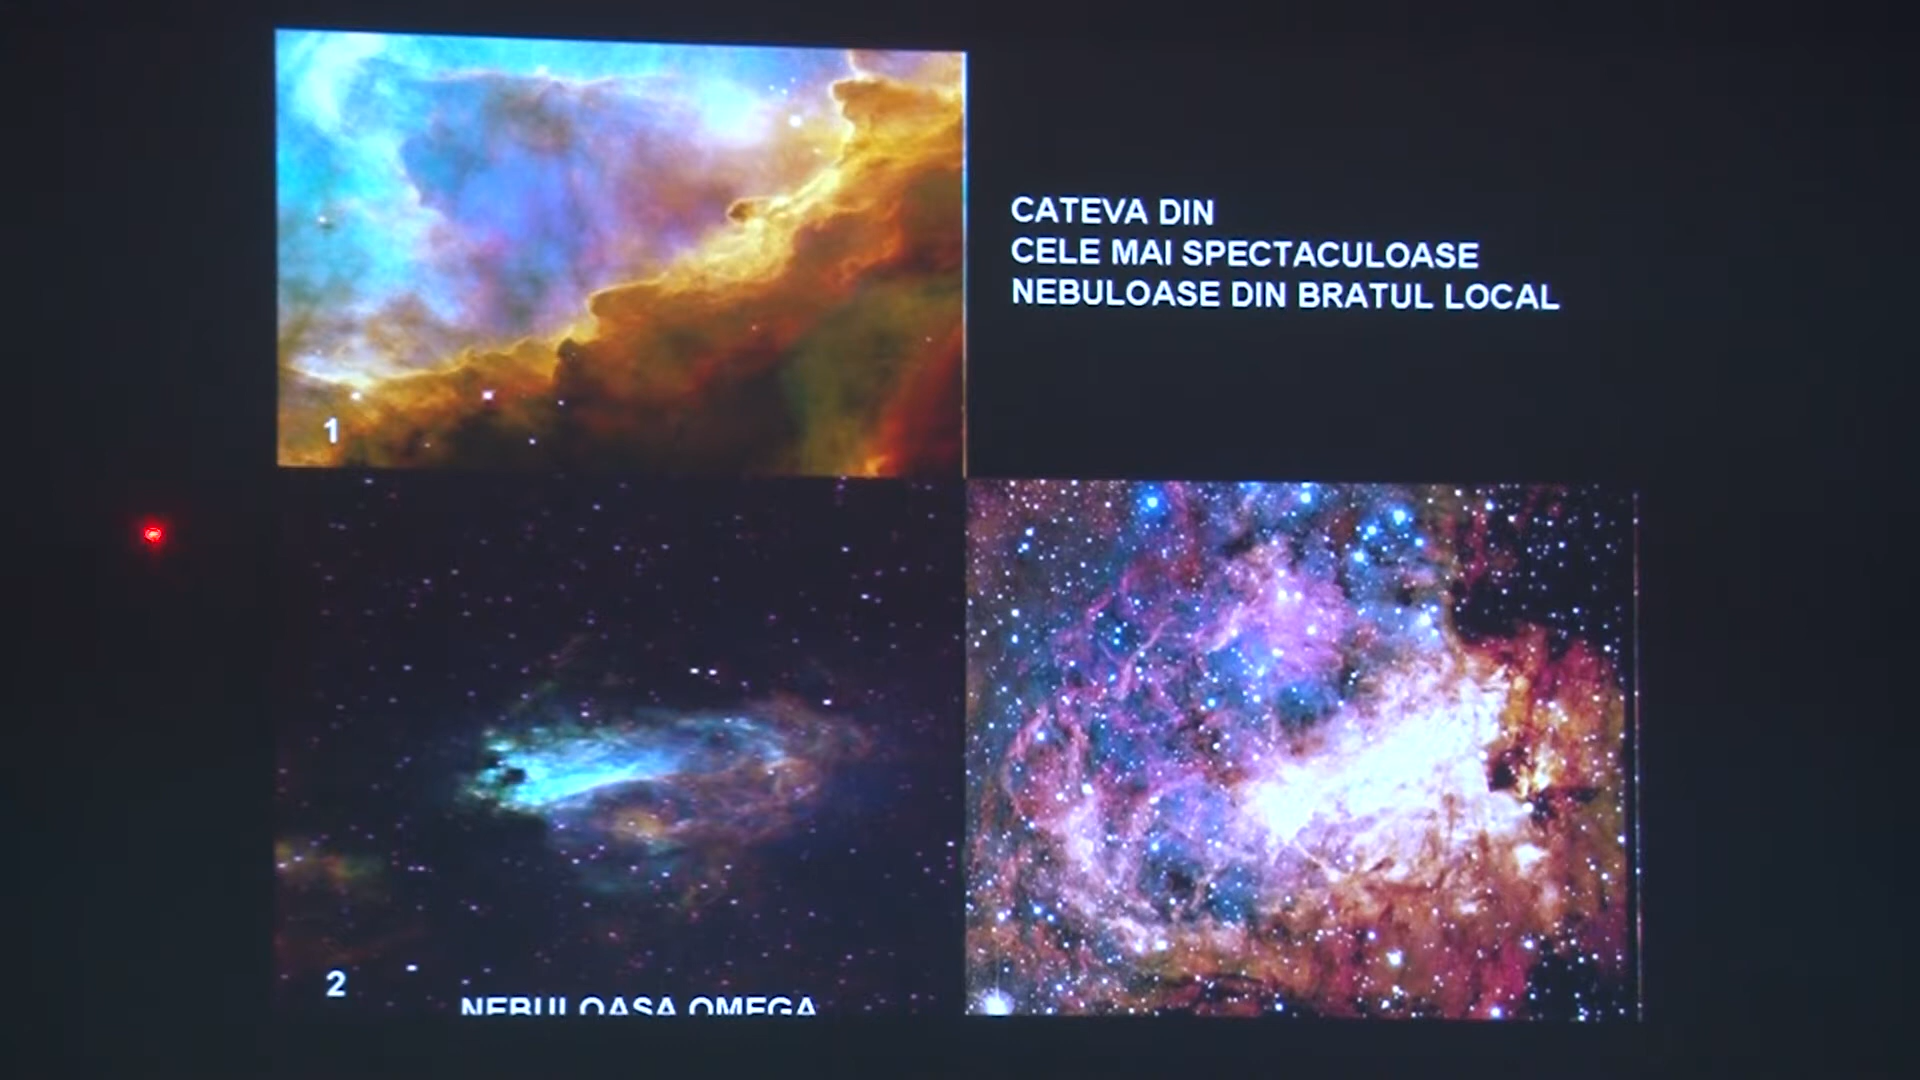 CATEVA DIN
CELE MAI SPECTACULOASE
NEBULOASE DIN BRATUL LOCAL
1
2
NEBULOASA OMEGA